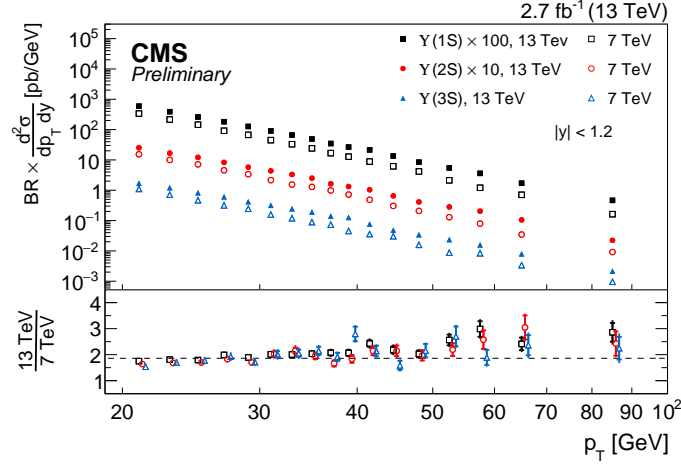 2.7 fb⁻¹ (13 TeV)
CMS
Preliminary
ϒ(1S) × 100, 13 Tev
7 TeV
ϒ(2S) × 10, 13 TeV
7 TeV
ϒ(3S), 13 TeV
7 TeV
|y| < 1.2
BR × d²σ / dp_T dy [pb/GeV]
10⁵
10⁴
10³
10²
10
1
10⁻¹
10⁻²
10⁻³
13 TeV
7 TeV
4
3
2
1
20 30 40 50 60 70 80 90 10²
p_T [GeV]